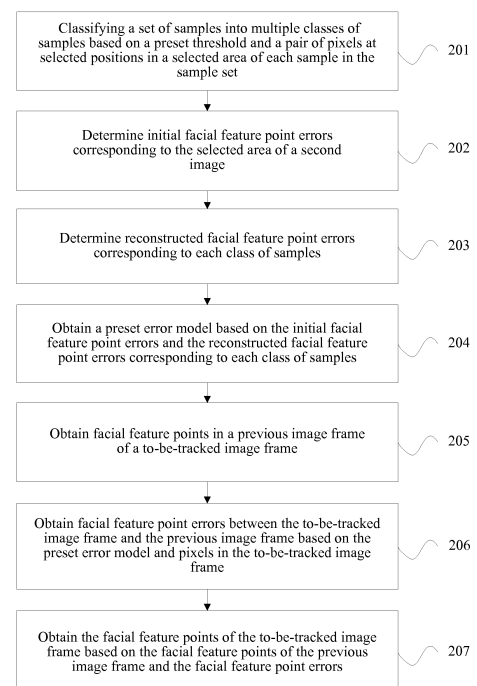 Classifying a set of samples into multiple classes of
samples based on a preset threshold and a pair of pixels at
selected positions in a selected area of each sample in the
sample set
201
Determine initial facial feature point errors
corresponding to the selected area of a second
image
202
Determine reconstructed facial feature point errors
corresponding to each class of samples
203
Obtain a preset error model based on the initial facial
feature point errors and the reconstructed facial feature
point errors corresponding to each class of samples
204
Obtain facial feature points in a previous image frame
of a to-be-tracked image frame
205
Obtain facial feature point errors between the to-be-tracked
image frame and the previous image frame based on the
preset error model and pixels in the to-be-tracked image
frame
206
Obtain the facial feature points of the to-be-tracked image
frame based on the facial feature points of the previous
image frame and the facial feature point errors
207